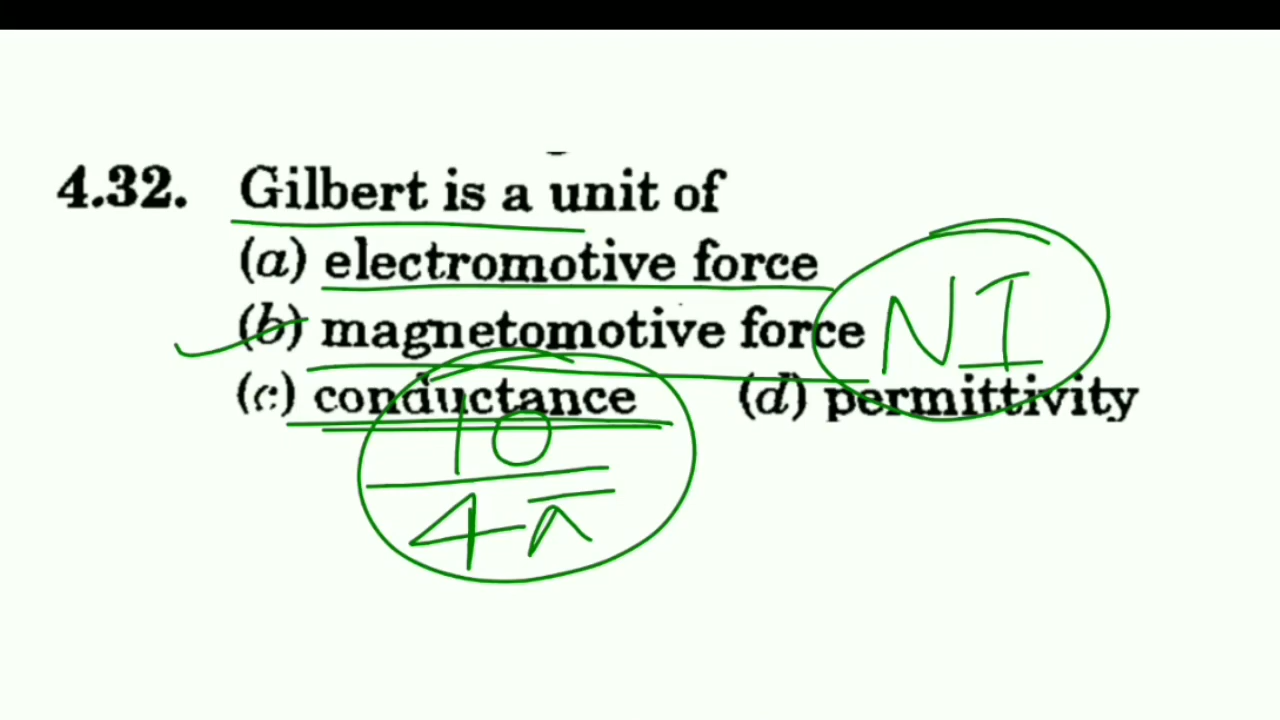 4.32. Gilbert is a unit of
(a) electromotive force
(b) magnetomotive force NI
(c) conductance (d) permittivity
10
4π